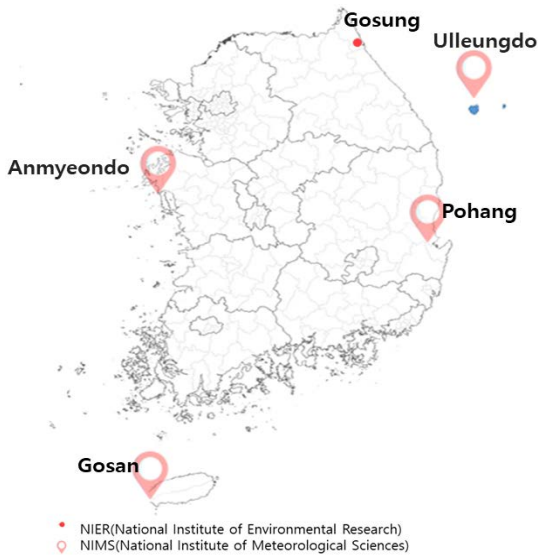 Gosung
Ulleungdo
Anmyeondo
Pohang
Gosan
NIER(National Institute of Environmental Research)
NIMS(National Institute of Meteorological Sciences)